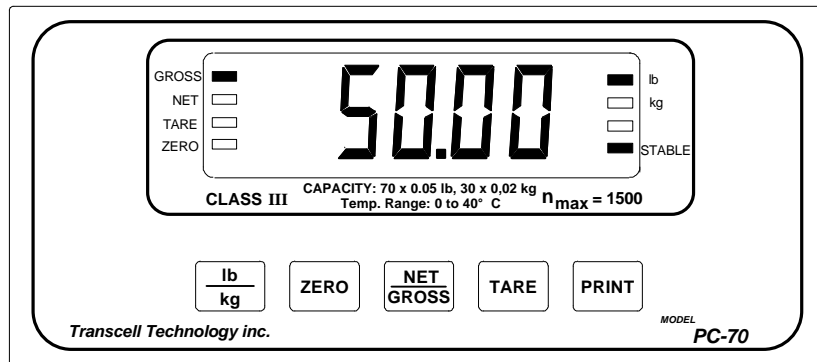 GROSS
NET
TARE
ZERO
50.00
lb
kg
STABLE
CLASS III
CAPACITY: 70 x 0.05 lb, 30 x 0,02 kg
Temp. Range: 0 to 40° C
nmax = 1500
lb
kg
ZERO
NET
GROSS
TARE
PRINT
Transcell Technology inc.
MODEL
PC-70